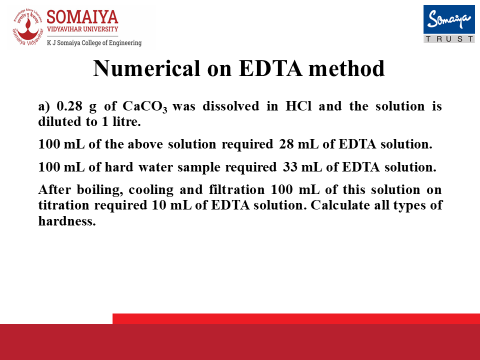 SOMAIYA
VIDYAVIHAR UNIVERSITY
K J Somaiya College of Engineering
Somaiya
TRUST
Numerical on EDTA method
a) 0.28 g of CaCO₃ was dissolved in HCl and the solution is
diluted to 1 litre.
100 mL of the above solution required 28 mL of EDTA solution.
100 mL of hard water sample required 33 mL of EDTA solution.
After boiling, cooling and filtration 100 mL of this solution on
titration required 10 mL of EDTA solution. Calculate all types of
hardness.